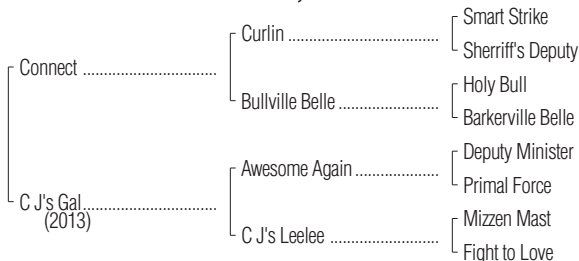 Smart Strike
Curlin
Sherriff's Deputy
Connect
Holy Bull
Bullville Belle
Barkerville Belle
Deputy Minister
Awesome Again
Primal Force
C J's Gal
(2013)
Mizzen Mast
C J's Leelee
Fight to Love